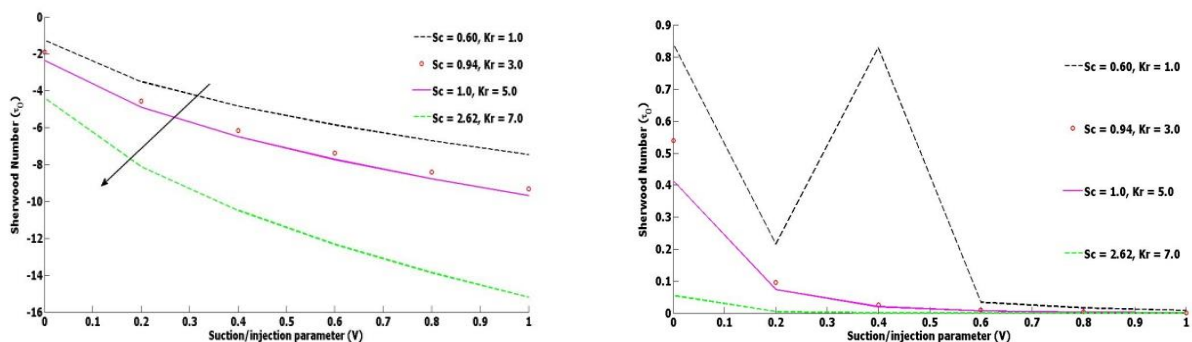 0
-2
-4
-6
-8
-10
-12
-14
-16
Sherwood Number (τ0)
Sc = 0.60, Kr = 1.0
Sc = 0.94, Kr = 3.0
Sc = 1.0, Kr = 5.0
Sc = 2.62, Kr = 7.0
0 0.1 0.2 0.3 0.4 0.5 0.6 0.7 0.8 0.9 1
Suction/injection parameter (V)
0.9
0.8
0.7
0.6
0.5
0.4
0.3
0.2
0.1
0
Sherwood Number (τ0)
Sc = 0.60, Kr = 1.0
Sc = 0.94, Kr = 3.0
Sc = 1.0, Kr = 5.0
Sc = 2.62, Kr = 7.0
0 0.1 0.2 0.3 0.4 0.5 0.6 0.7 0.8 0.9 1
Suction/injection parameter (V)